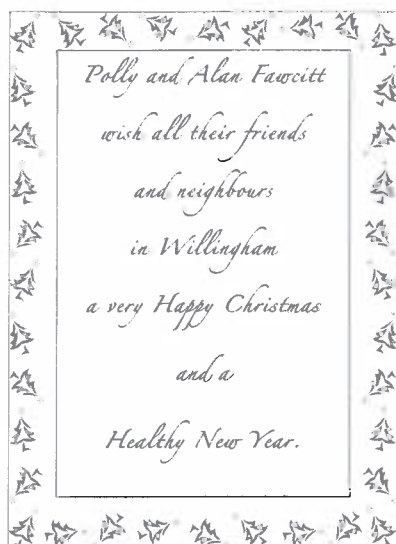 Polly and Alan Fawcitt
wish all their friends
and neighbours
in Willingham
a very Happy Christmas
and a
Healthy New Year.